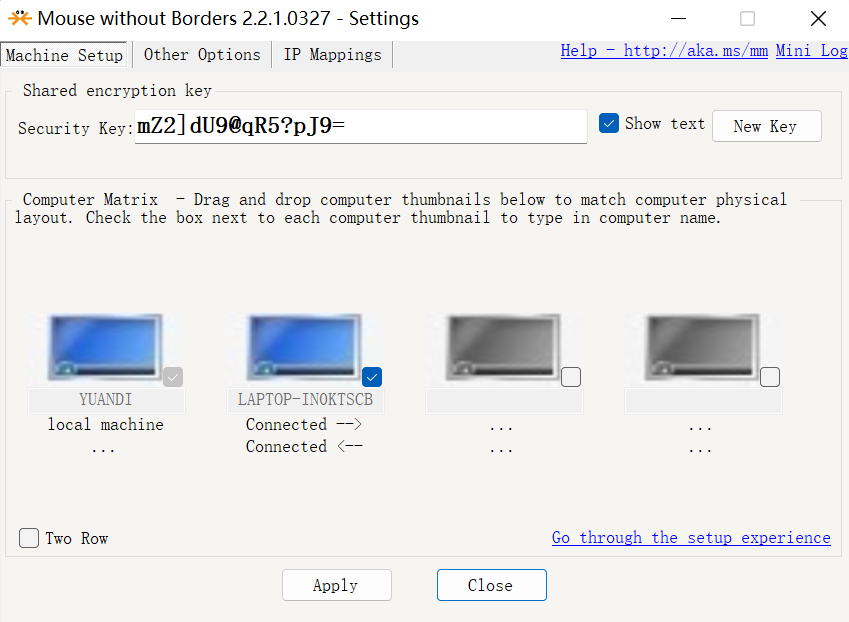 Mouse without Borders 2.2.1.0327 - Settings
Machine Setup Other Options IP Mappings Help - http://aka.ms/mm Mini Log
Shared encryption key
Security Key: mZ2]dU9@qR5?pJ9= Show text New Key
Computer Matrix - Drag and drop computer thumbnails below to match computer physical
layout. Check the box next to each computer thumbnail to type in computer name.
YUANDI LAPTOP-IN0KTSCB
local machine Connected --> ... ...
... Connected <-- ... ...
Two Row Go through the setup experience
Apply Close